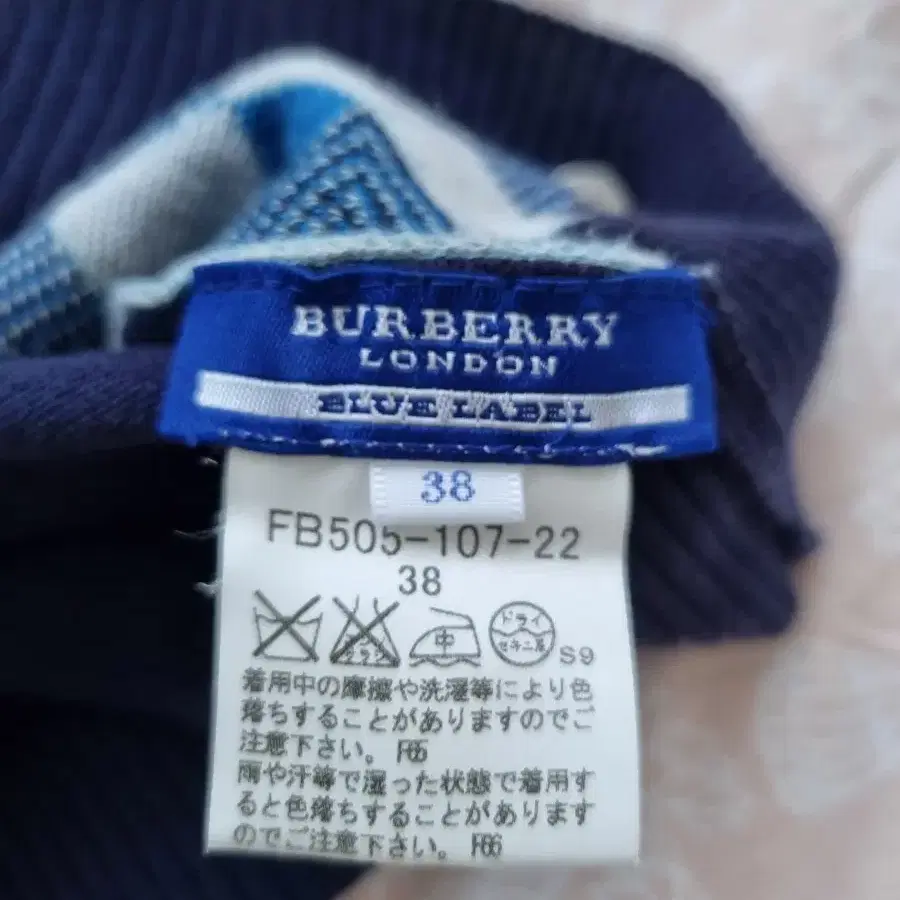 BURBERRY
LONDON
BLUE LABEL
38
FB505-107-22
38
中
ドライ
セキユ系
S9
着用中の摩擦や洗濯等により色
落ちすることがありますのでご
注意下さい。 F65
雨や汗等で湿った状態で着用す
ると色落ちすることがあります
のでご注意下さい。 F66